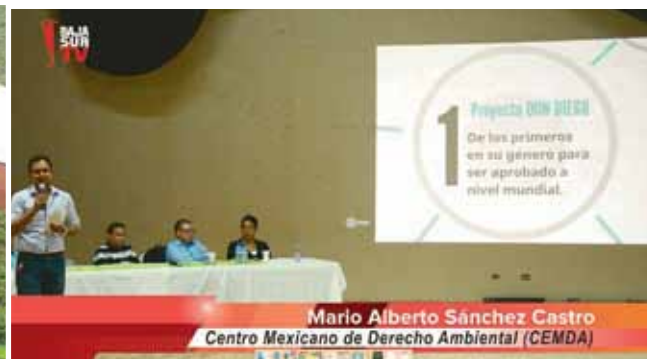 BAJA
SUR
TV
1
Proyecto DON DIEGO
De los primeros
en su género para
ser aprobado a
nivel mundial.
Mario Alberto Sánchez Castro
Centro Mexicano de Derecho Ambiental (CEMDA)